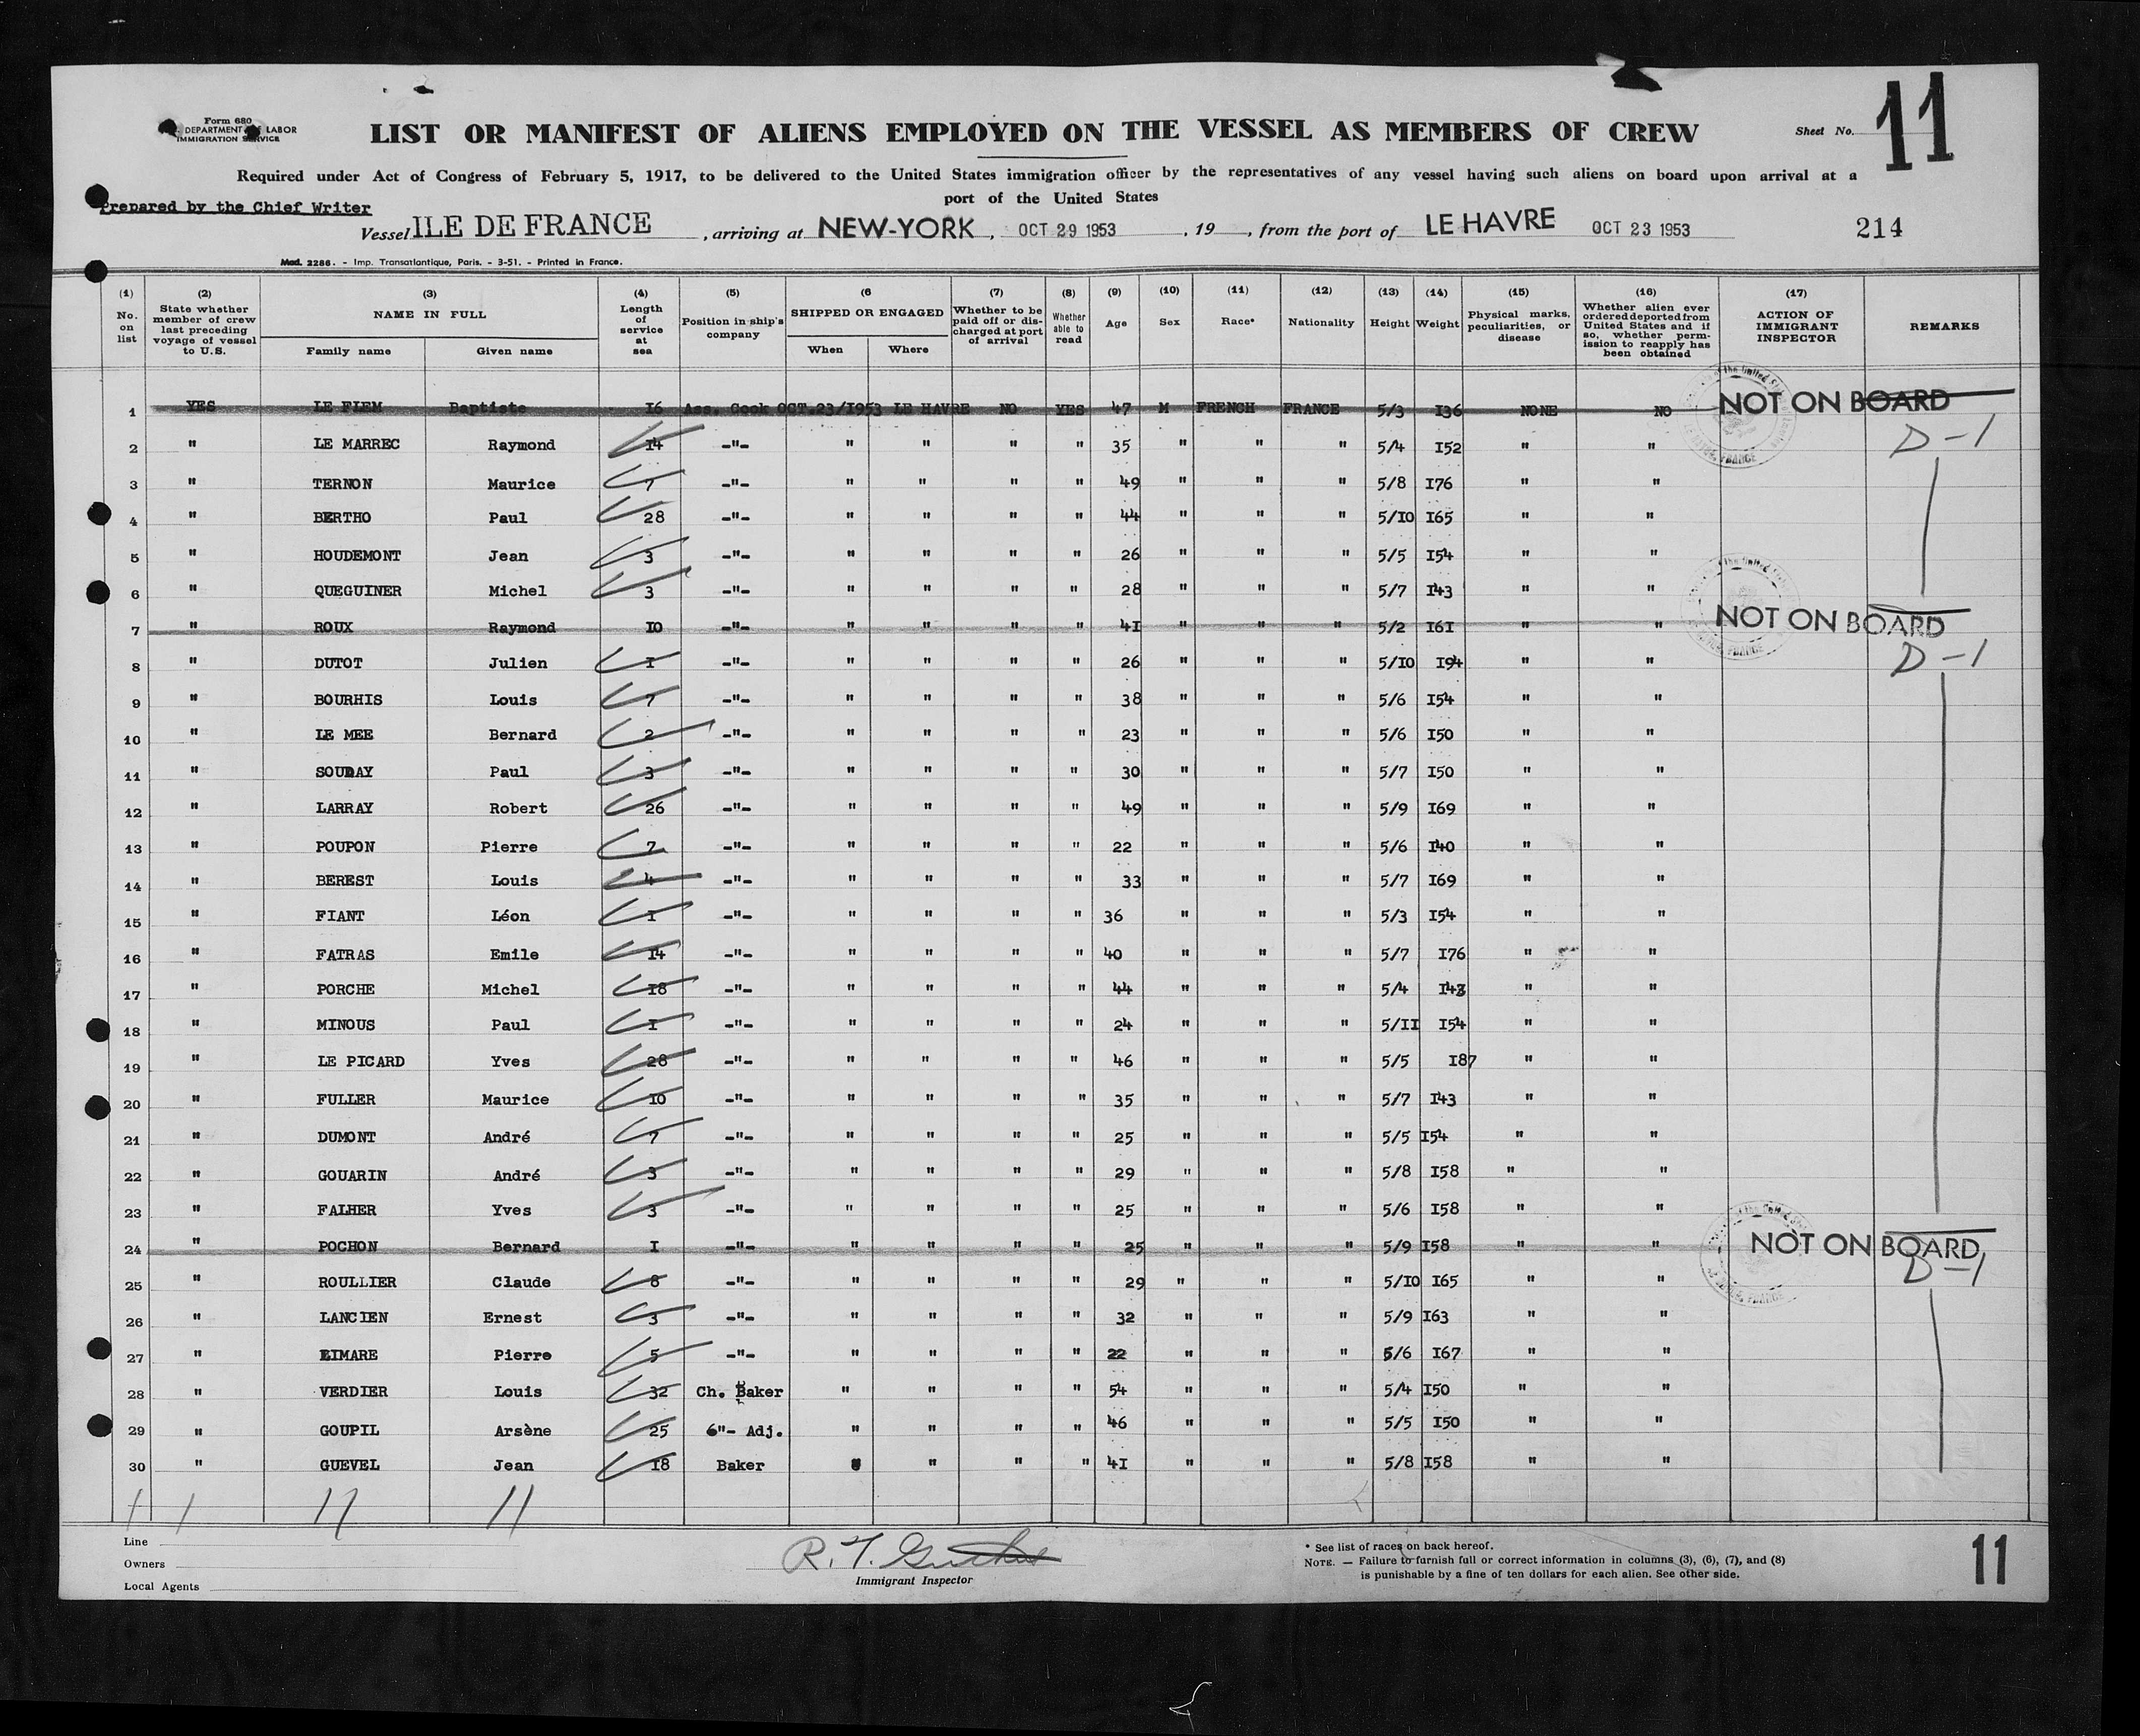 Form 680
DEPARTMENT LABOR
IMMIGRATION SERVICE
LIST OR MANIFEST OF ALIENS EMPLOYED ON THE VESSEL AS MEMBERS OF CREW
Sheet No. 11
Required under Act of Congress of February 5, 1917, to be delivered to the United States immigration officer by the representatives of any vessel having such aliens on board upon arrival at a
port of the United States
Prepared by the Chief Writer
Vessel ILE DE FRANCE , arriving at NEW-YORK , OCT 29 1953 , 19 , from the port of LE HAVRE OCT 23 1953 214
Mod. 2286. - Imp. Transatlantique, Paris. - 3-51. - Printed in France.
(1) No. on list (2) State whether member of crew last preceding voyage of vessel to U.S. (3) NAME IN FULL Family name Given name (4) Length of service at sea (5) Position in ship's company (6 SHIPPED OR ENGAGED When Where (7) Whether to be paid off or discharged at port of arrival (8) Whether able to read (9) Age (10) Sex (11) Race* (12) Nationality (13) Height (14) Weight (15) Physical marks, peculiarities, or disease (16) Whether alien ever ordered deported from United States and if so, whether permission to reapply has been obtained (17) ACTION OF IMMIGRANT INSPECTOR REMARKS
1 YES LE FLEM Baptiste 16 Ass. Cook OCT.23/1953 LE HAVRE NO YES 47 M FRENCH FRANCE 5/3 136 NONE NO NOT ON BOARD
2 " LE MARREC Raymond 14 -"- " " " " 35 " " " 5/4 152 " " D-1
3 " TERNON Maurice 7 -"- " " " " 49 " " " 5/8 176 " "
4 " BERTHO Paul 28 -"- " " " " 44 " " " 5/10 165 " "
5 " HOUDEMONT Jean 3 -"- " " " " 26 " " " 5/5 154 " "
6 " QUEGUINER Michel 3 -"- " " " " 28 " " " 5/7 143 " "
7 " ROUX Raymond 10 -"- " " " " 41 " " " 5/2 161 " " NOT ON BOARD
8 " DUTOT Julien 1 -"- " " " " 26 " " " 5/10 194 " " D-1
9 " BOURHIS Louis 7 -"- " " " " 38 " " " 5/6 154 " "
10 " LE MEE Bernard 2 -"- " " " " 23 " " " 5/6 150 " "
11 " SOUDAY Paul 3 -"- " " " " 30 " " " 5/7 150 " "
12 " LARRAY Robert 26 -"- " " " " 49 " " " 5/9 169 " "
13 " POUPON Pierre 7 -"- " " " " 22 " " " 5/6 140 " "
14 " BEREST Louis 4 -"- " " " " 33 " " " 5/7 169 " "
15 " FIANT Léon 1 -"- " " " " 36 " " " 5/3 154 " "
16 " FATRAS Emile 14 -"- " " " " 40 " " " 5/7 176 " "
17 " PORCHE Michel 18 -"- " " " " 44 " " " 5/4 143 " "
18 " MINOUS Paul 1 -"- " " " " 24 " " " 5/11 154 " "
19 " LE PICARD Yves 28 -"- " " " " 46 " " " 5/5 187 " "
20 " FULLER Maurice 10 -"- " " " " 35 " " " 5/7 143 " "
21 " DUMONT André 7 -"- " " " " 25 " " " 5/5 154 " "
22 " GOUARIN André 3 -"- " " " " 29 " " " 5/8 158 " "
23 " FALHER Yves 3 -"- " " " " 25 " " " 5/6 158 " "
24 " POCHON Bernard 1 -"- " " " " 25 " " " 5/9 158 " " NOT ON BOARD
25 " ROULLIER Claude 8 -"- " " " " 29 " " " 5/10 165 " " D-1
26 " LANCIEN Ernest 3 -"- " " " " 32 " " " 5/9 163 " "
27 " LIMARE Pierre 5 -"- " " " " 22 " " " 5/6 167 " "
28 " VERDIER Louis 32 Ch. Baker " " " " 54 " " " 5/4 150 " "
29 " GOUPIL Arsène 25 6"- Adj. " " " " 46 " " " 5/5 150 " "
30 " GUEVEL Jean 18 Baker " " " " 41 " " " 5/8 158 " "
11 11
Line
Owners
Local Agents
R. T.
Immigrant Inspector
* See list of races on back hereof.
NOTE. — Failure to furnish full or correct information in columns (3), (6), (7), and (8)
is punishable by a fine of ten dollars for each alien. See other side.
11